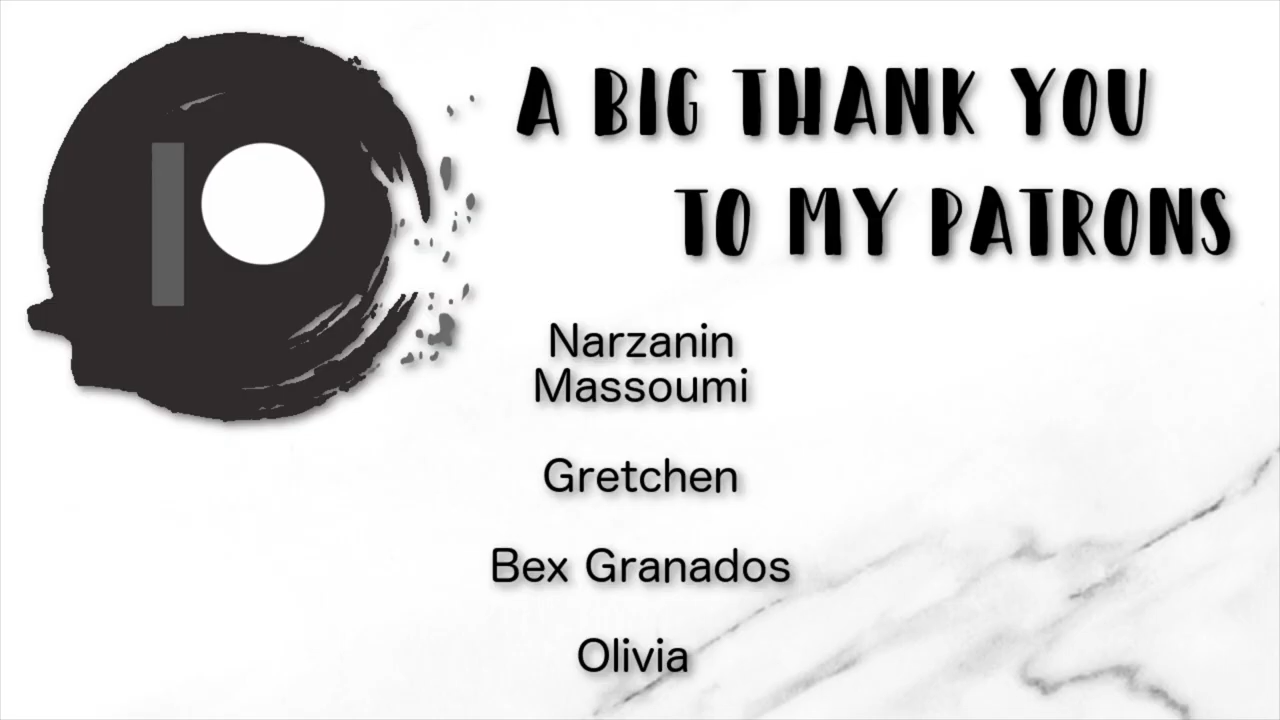 A BIG THANK YOU
TO MY PATRONS
Narzanin
Massoumi
Gretchen
Bex Granados
Olivia